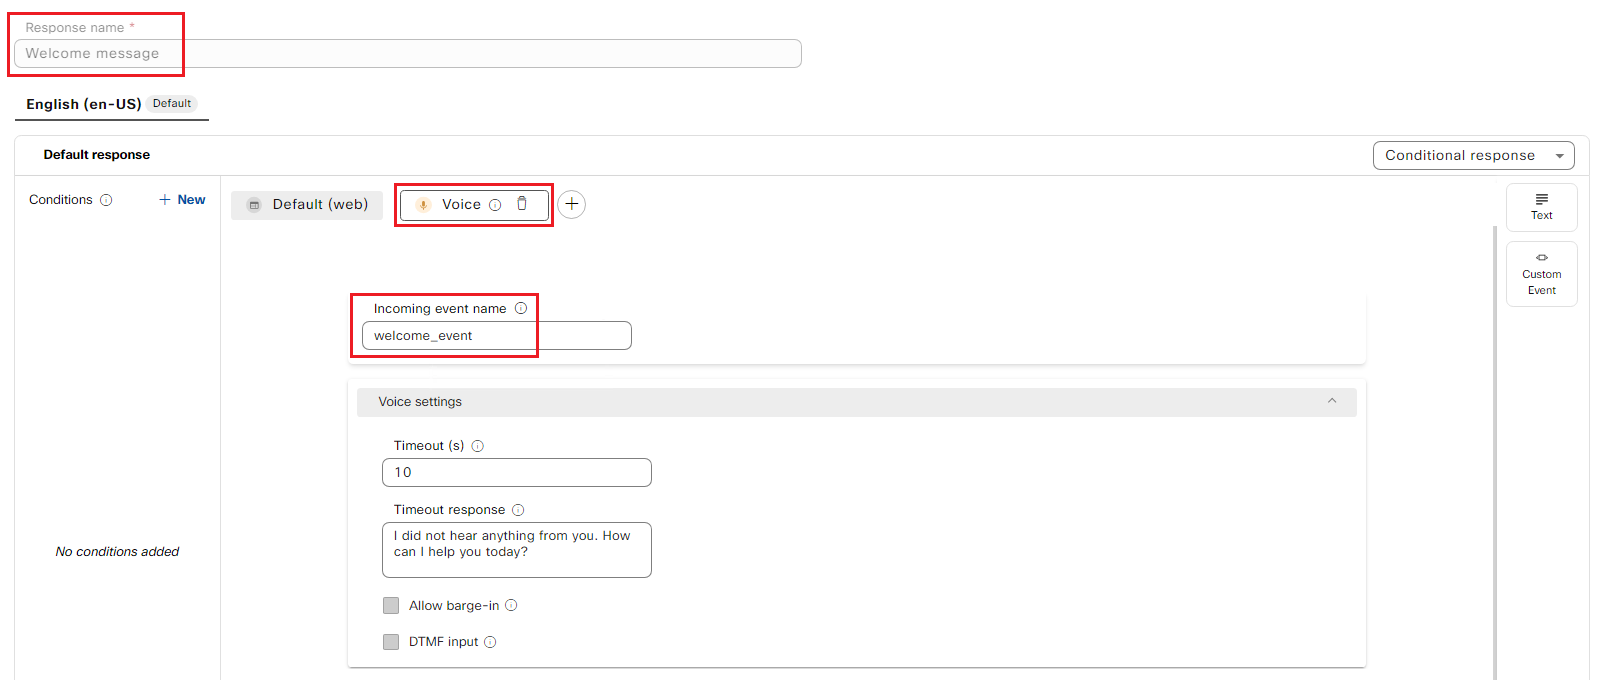 Response name *
Welcome message
English (en-US) Default
Default response
Conditional response
Conditions
+ New
Default (web)
Voice
Text
Custom
Event
Incoming event name
welcome_event
Voice settings
Timeout (s)
10
Timeout response
I did not hear anything from you. How
can I help you today?
No conditions added
Allow barge-in
DTMF input